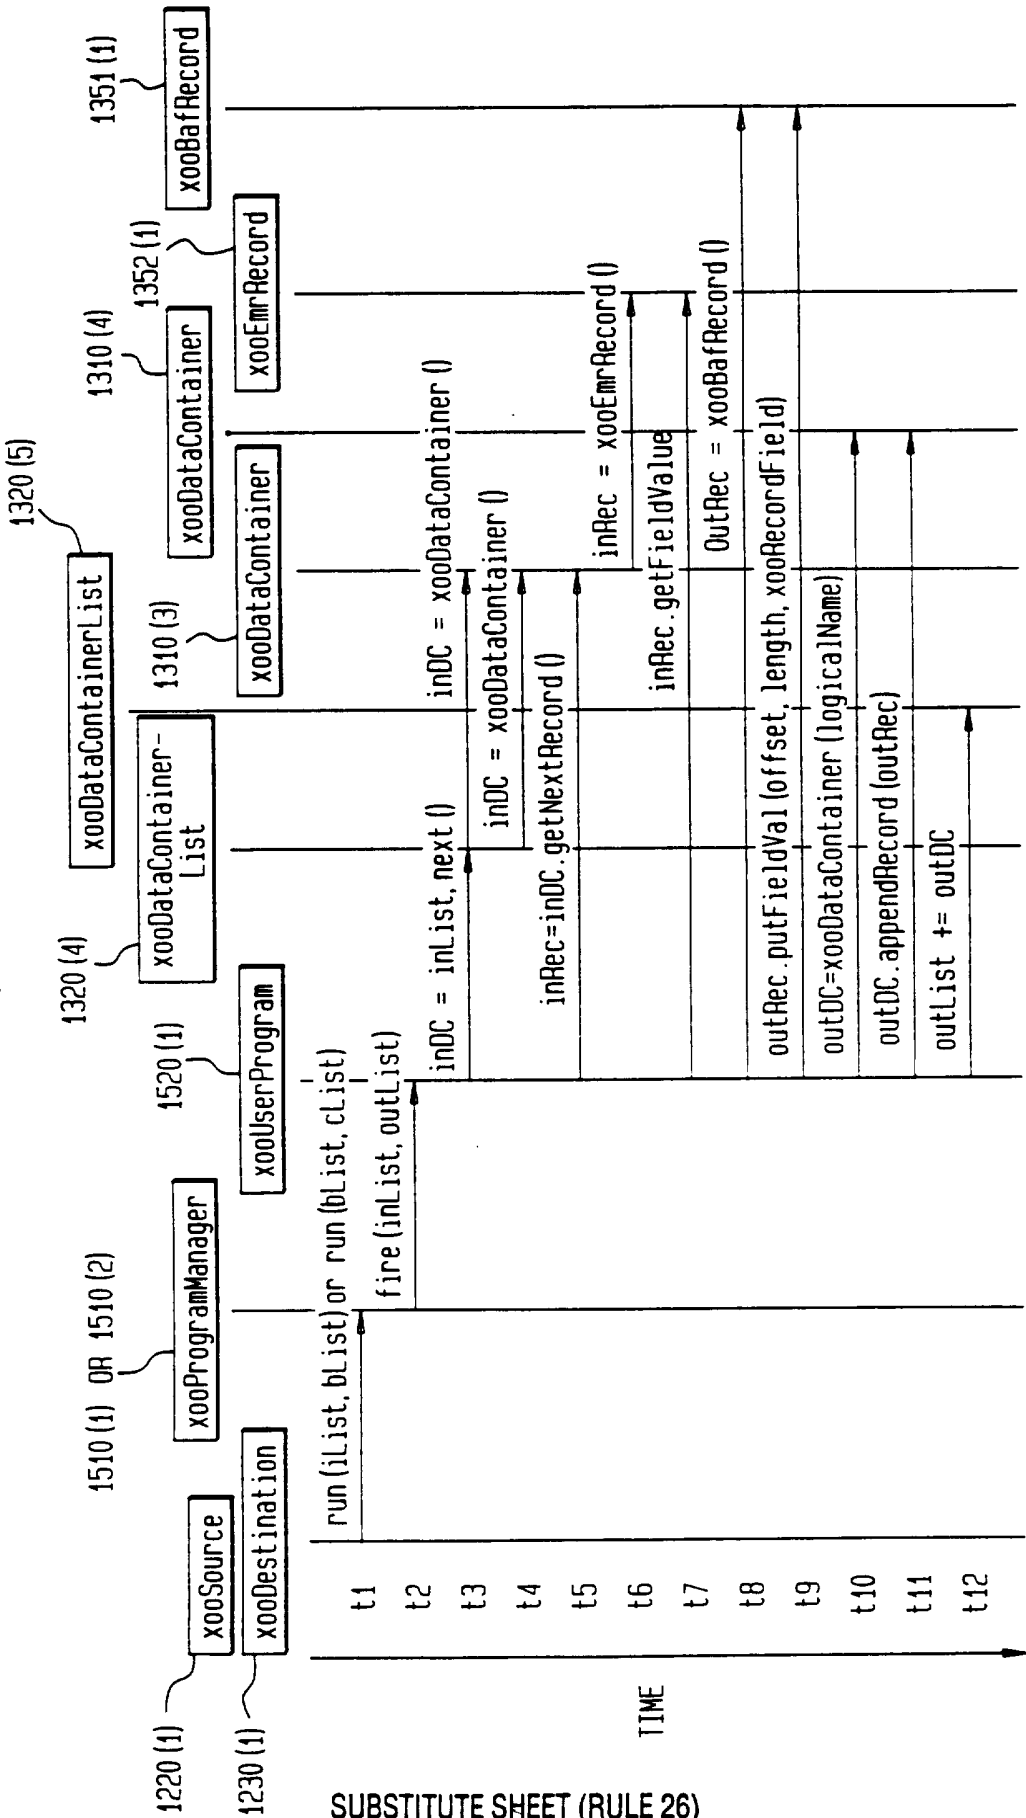 1220 (1)
xooSource
1230 (1)
xooDestination
1510 (1) OR 1510 (2)
xooProgramManager
1520 (1)
xooUserProgram
1320 (4)
xooDataContainer-
List
1320 (5)
xooDataContainerList
1310 (3)
xooDataContainer
1310 (4)
xooDataContainer
1352 (1)
xooEmrRecord
1351 (1)
xooBafRecord
TIME
t1
run (iList, bList) or run (bList, cList)
t2
fire (inList, outList)
t3
inDC = inList, next ()
inDC = xooDataContainer ()
t4
inDC = xooDataContainer ()
t5
inRec=inDC.getNextRecord ()
t6
inRec = xooEmrRecord ()
t7
inRec.getFieldValue
t8
OutRec = xooBafRecord ()
t9
outRec.putFieldVal (offset, length, xooRecordField)
t10
outDC=xooDataContainer (logicalName)
t11
outDC.appendRecord (outRec)
t12
outList += outDC
SUBSTITUTE SHEET (RULE 26)